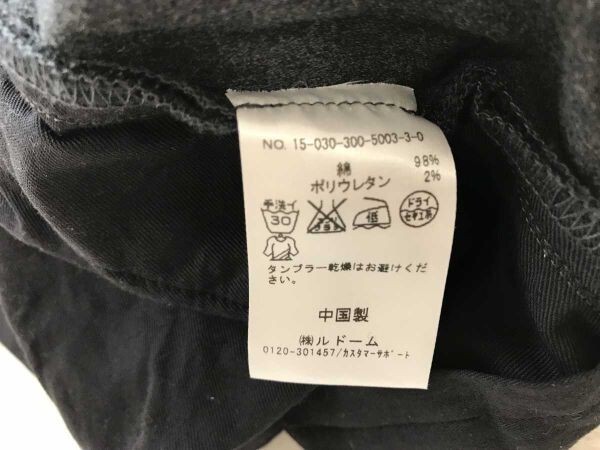 NO. 15-030-300-5003-3-0
綿 98%
ポリウレタン 2%
手洗イ 30
低
ドライ
セキユ系
タンブラー乾燥はお避けくだ
さい。
中国製
㈱ルドーム
0120-301457/カスタマーサポート